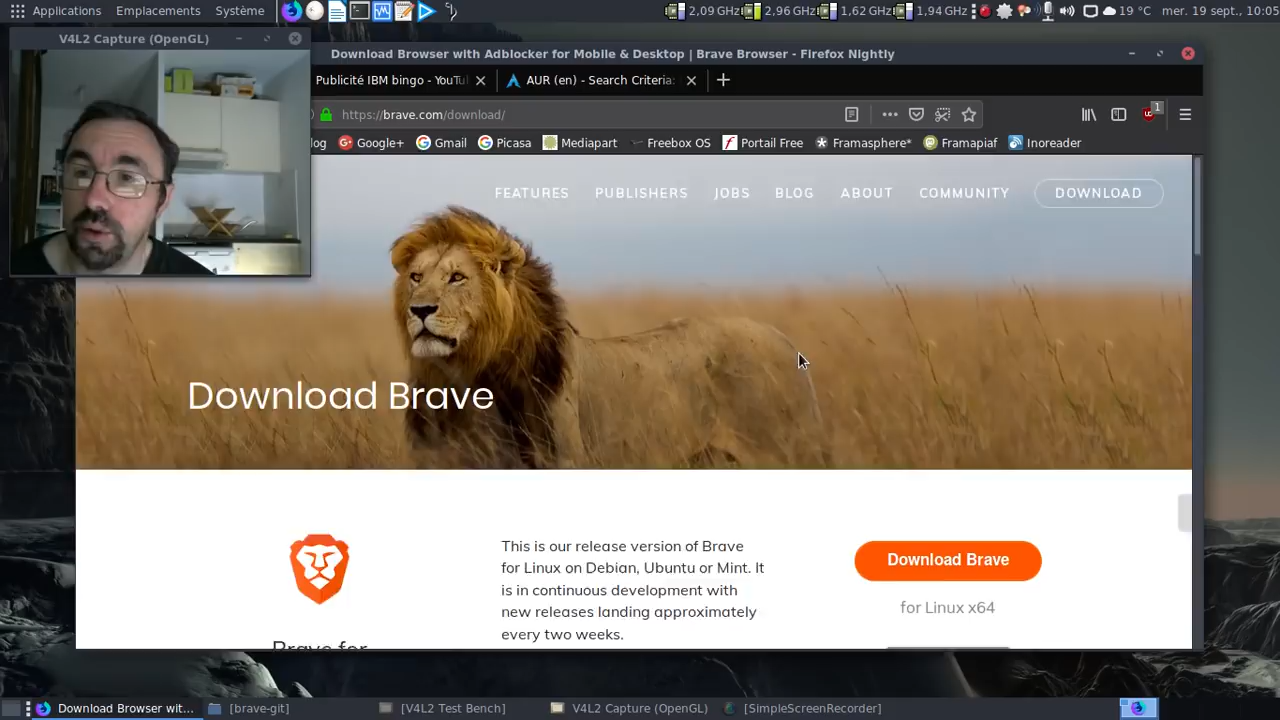 Applications Emplacements Système 2,09 GHz 2,96 GHz 1,62 GHz 1,94 GHz 19 °C mer. 19 sept., 10:05
V4L2 Capture (OpenGL)
Download Browser with Adblocker for Mobile & Desktop | Brave Browser - Firefox Nightly
Publicité IBM bingo - YouTu AUR (en) - Search Criteria:
https://brave.com/download/ 1
log Google+ Gmail Picasa Mediapart Freebox OS Portail Free Framasphere* Framapiaf Inoreader
FEATURES PUBLISHERS JOBS BLOG ABOUT COMMUNITY DOWNLOAD
Download Brave
This is our release version of Brave
for Linux on Debian, Ubuntu or Mint. It
is in continuous development with
new releases landing approximately
every two weeks.
Download Brave
for Linux x64
Brave for
Download Browser wit... [brave-git] [V4L2 Test Bench] V4L2 Capture (OpenGL) [SimpleScreenRecorder]